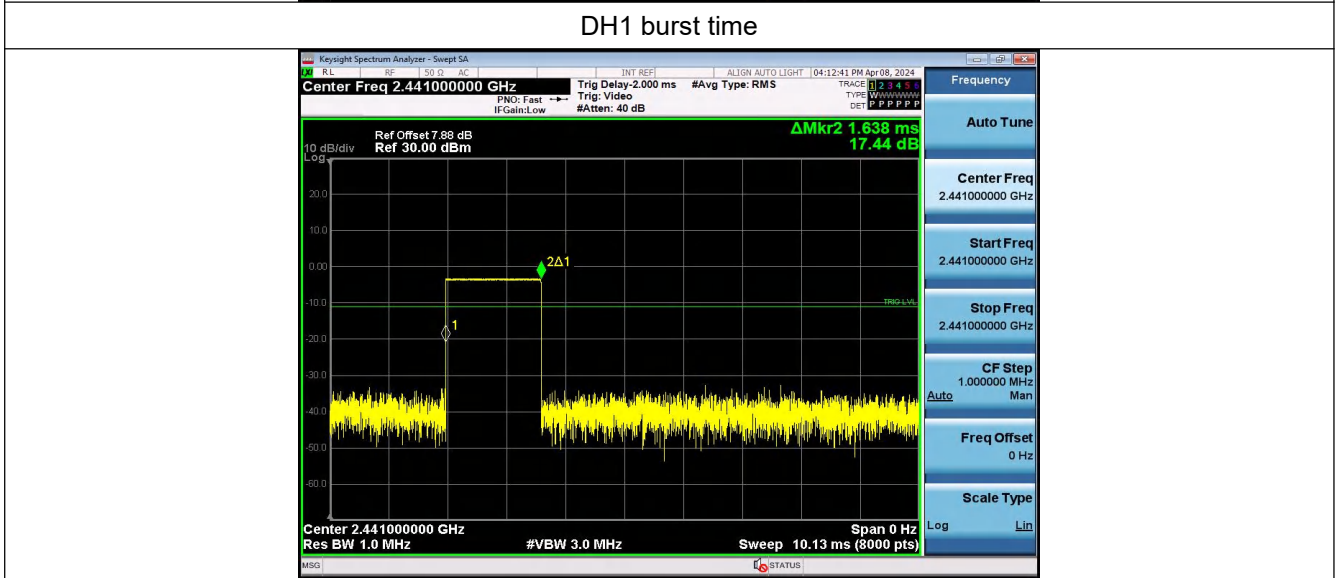 DH1 burst time
Keysight Spectrum Analyzer - Swept SA
LXI RL RF 50 Ω AC INT REF ALIGN AUTO LIGHT 04:12:41 PM Apr 08, 2024
Center Freq 2.441000000 GHz
PNO: Fast
IFGain:Low
Trig Delay-2.000 ms
Trig: Video
#Atten: 40 dB
#Avg Type: RMS
TRACE 1 2 3 4 5 6
TYPE WWWWWW
DET P P P P P P
Frequency
Auto Tune
Center Freq
2.441000000 GHz
Start Freq
2.441000000 GHz
Stop Freq
2.441000000 GHz
CF Step
1.000000 MHz
Auto Man
Freq Offset
0 Hz
Scale Type
Log Lin
ΔMkr2 1.638 ms
17.44 dB
Ref Offset 7.88 dB
10 dB/div Ref 30.00 dBm
Log
20.0
10.0
0.00
2Δ1
-10.0
TRIG LVL
1
-20.0
-30.0
-40.0
-50.0
-60.0
Center 2.441000000 GHz Span 0 Hz
Res BW 1.0 MHz #VBW 3.0 MHz Sweep 10.13 ms (8000 pts)
MSG STATUS